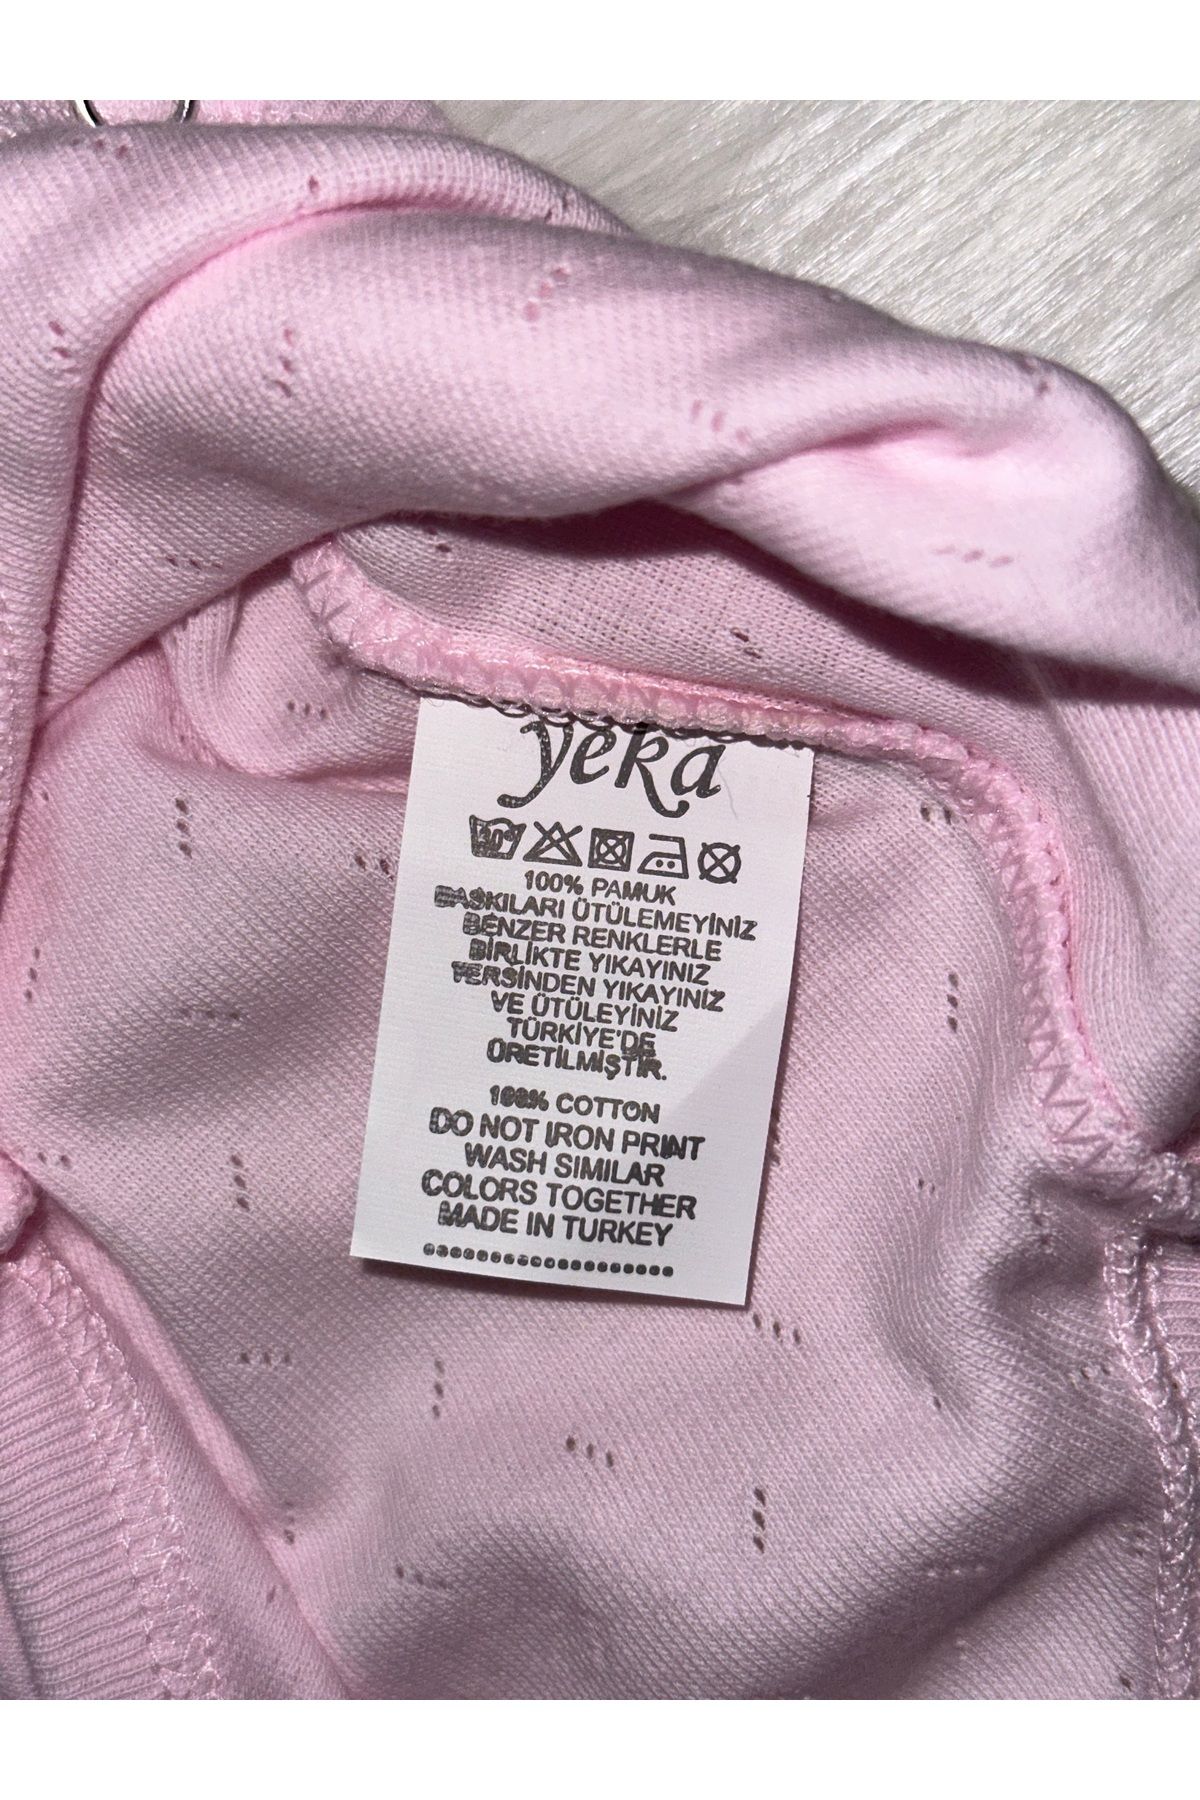 yeka
30°
100% PAMUK
BASKILARI ÜTÜLEMEYİNİZ
BENZER RENKLERLE
BİRLİKTE YIKAYINIZ
TERSİNDEN YIKAYINIZ
VE ÜTÜLEYİNİZ
TÜRKİYE'DE
ÜRETİLMİŞTİR.
100% COTTON
DO NOT IRON PRINT
WASH SIMILAR
COLORS TOGETHER
MADE IN TURKEY